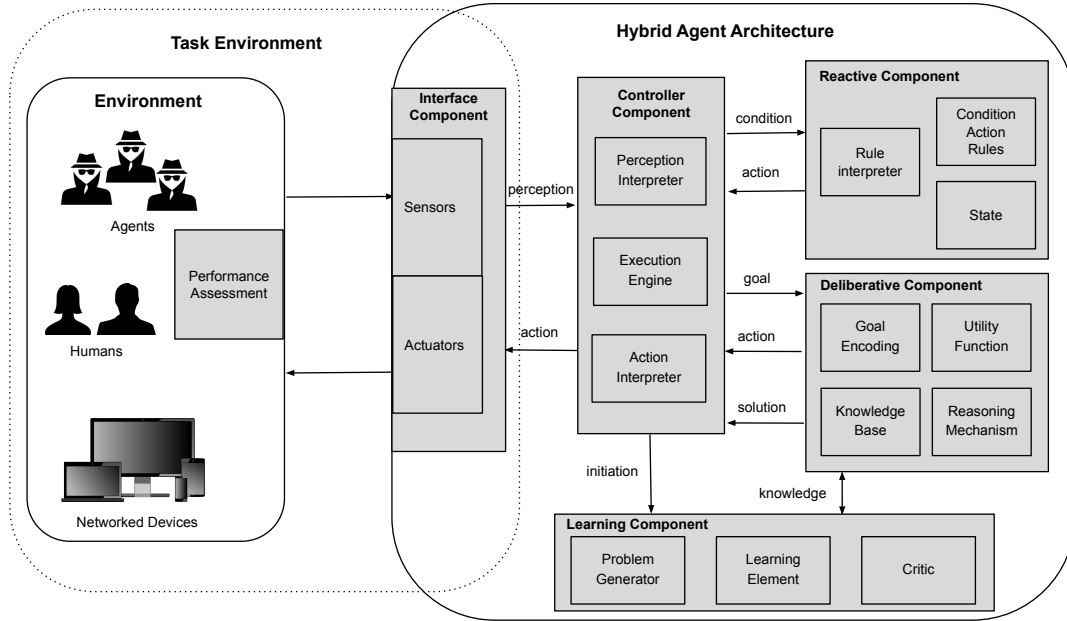 Task Environment
Hybrid Agent Architecture
Environment
Agents
Performance
Assessment
Humans
Networked Devices
Interface
Component
Sensors
Actuators
perception
action
Controller
Component
Perception
Interpreter
Execution
Engine
Action
Interpreter
condition
action
goal
action
solution
initiation
knowledge
Reactive Component
Rule
interpreter
Condition
Action
Rules
State
Deliberative Component
Goal
Encoding
Utility
Function
Knowledge
Base
Reasoning
Mechanism
Learning Component
Problem
Generator
Learning
Element
Critic